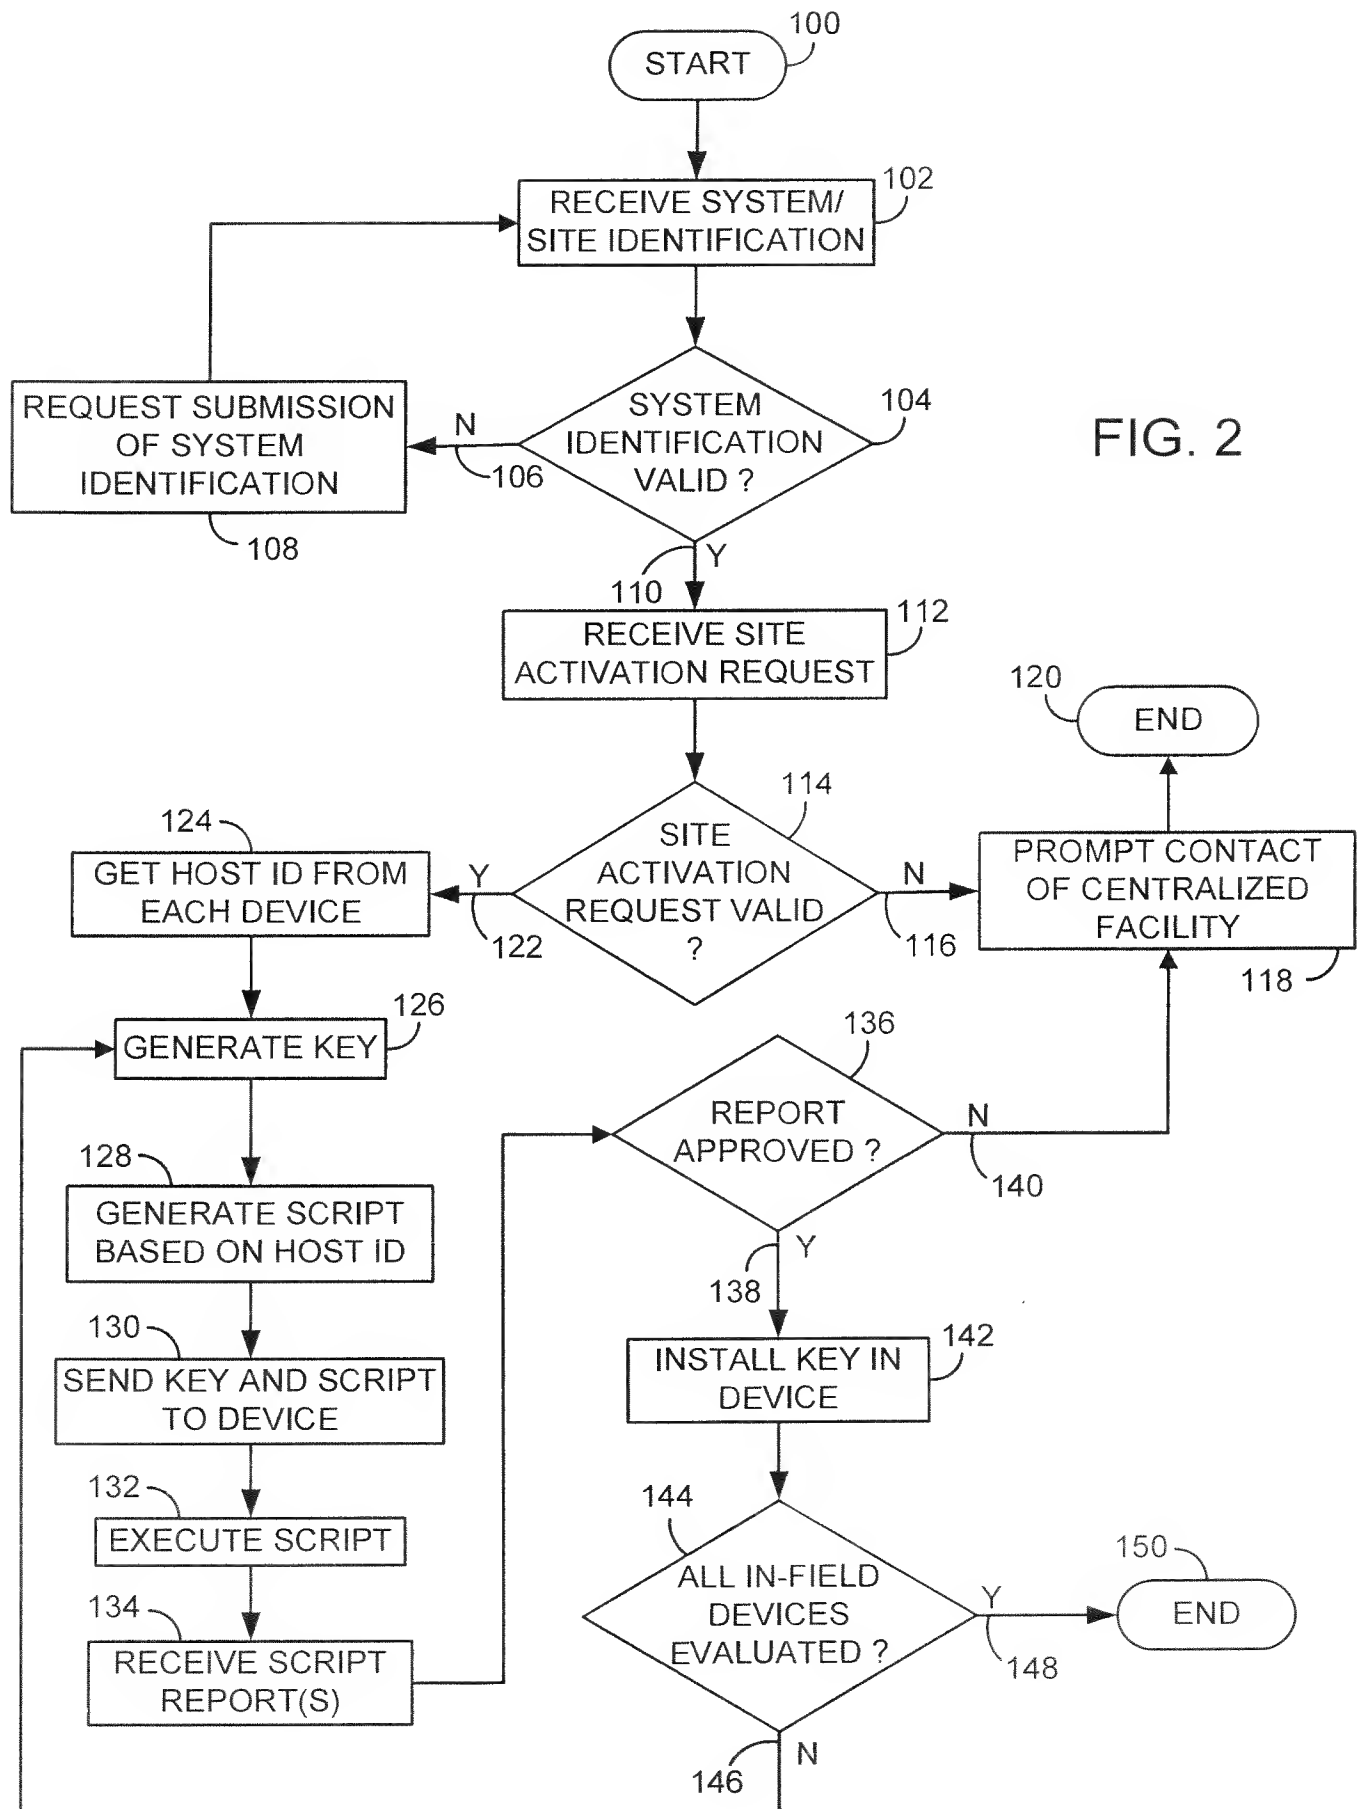 100
START
102
RECEIVE SYSTEM/
SITE IDENTIFICATION
REQUEST SUBMISSION
OF SYSTEM
IDENTIFICATION
108
N
106
SYSTEM
IDENTIFICATION
VALID ?
104
FIG. 2
110
Y
112
RECEIVE SITE
ACTIVATION REQUEST
120
END
114
SITE
ACTIVATION
REQUEST VALID
?
124
GET HOST ID FROM
EACH DEVICE
Y
122
N
116
PROMPT CONTACT
OF CENTRALIZED
FACILITY
118
126
GENERATE KEY
128
GENERATE SCRIPT
BASED ON HOST ID
130
SEND KEY AND SCRIPT
TO DEVICE
132
EXECUTE SCRIPT
134
RECEIVE SCRIPT
REPORT(S)
136
REPORT
APPROVED ?
N
140
Y
138
142
INSTALL KEY IN
DEVICE
144
ALL IN-FIELD
DEVICES
EVALUATED ?
Y
148
150
END
146
N